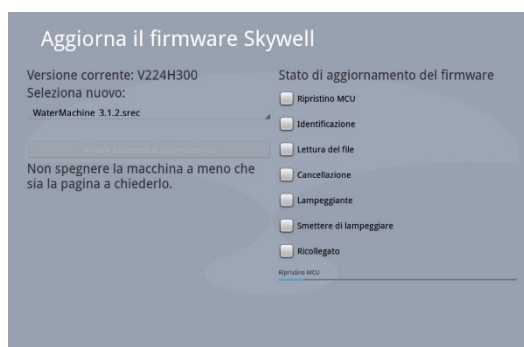 Aggiorna il firmware Skywell
Versione corrente: V224H300
Seleziona nuovo:
WaterMachine 3.1.2.srec
Non spegnere la macchina a meno che
sia la pagina a chiederlo.
Stato di aggiornamento del firmware
Ripristino MCU
Identificazione
Lettura del file
Cancellazione
Lampeggiante
Smettere di lampeggiare
Ricollegato
Ripristino MCU